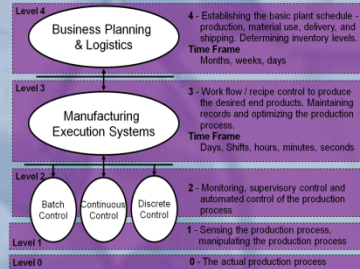 Level 4
Business Planning
& Logistics
4 - Establishing the basic plant schedule -
production, material use, delivery, and
shipping. Determining inventory levels.
Time Frame
Months, weeks, days
Level 3
Manufacturing
Execution Systems
3 - Work flow / recipe control to produce
the desired end products. Maintaining
records and optimizing the production
process.
Time Frame
Days, Shifts, hours, minutes, seconds
Level 2
Batch
Control
Continuous
Control
Discrete
Control
2 - Monitoring, supervisory control and
automated control of the production
process
Level 1
1 - Sensing the production process,
manipulating the production process
Level 0
0 - The actual production process